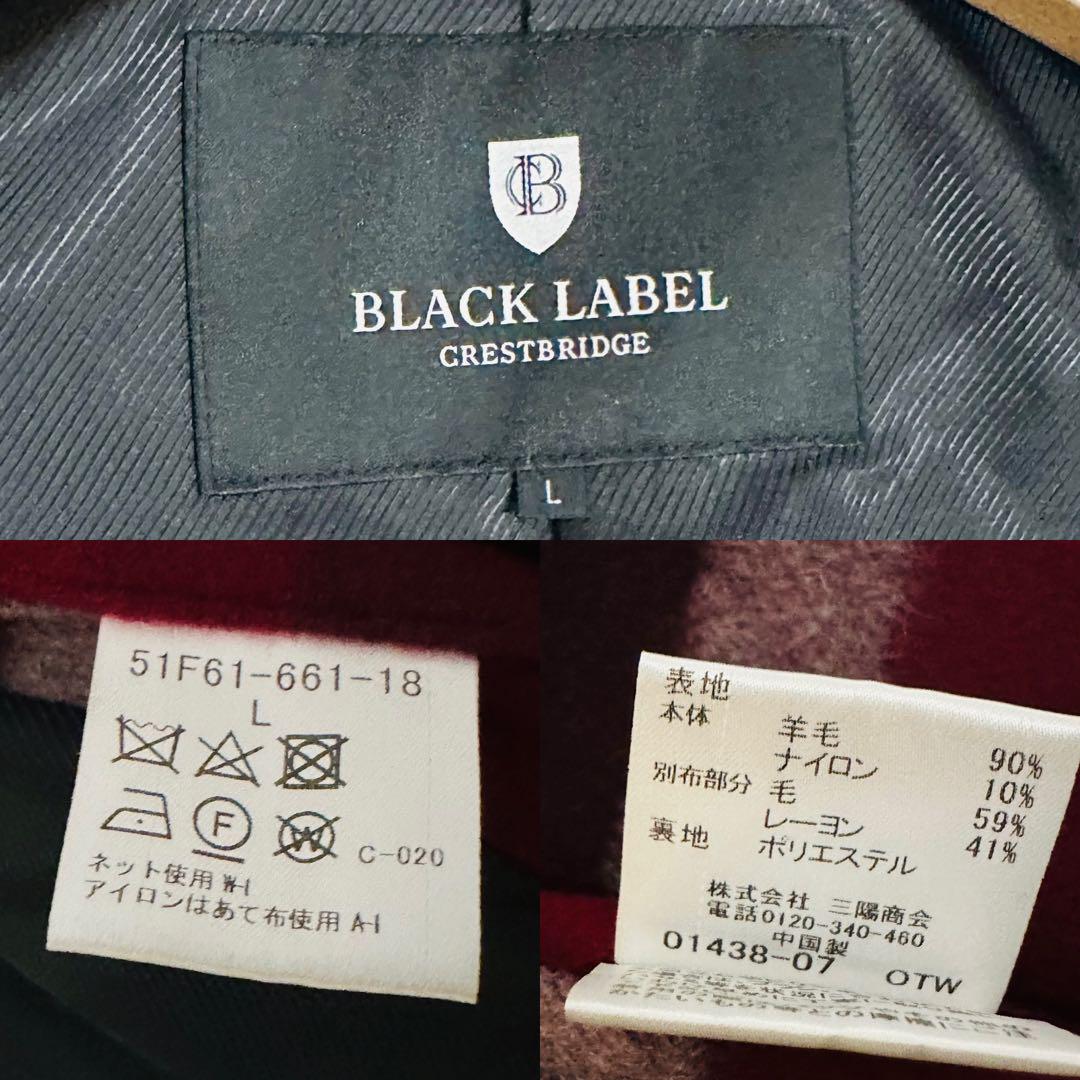 CB
BLACK LABEL
CRESTBRIDGE
L
51F61-661-18
L
F
W
C-020
ネット使用 W-1
アイロンはあて布使用 A-1
表地
本体 羊毛 90%
ナイロン 10%
別布部分 毛 59%
レーヨン 41%
裏地 ポリエステル
株式会社 三陽商会
電話0120-340-460
中国製
01438-07 OTW